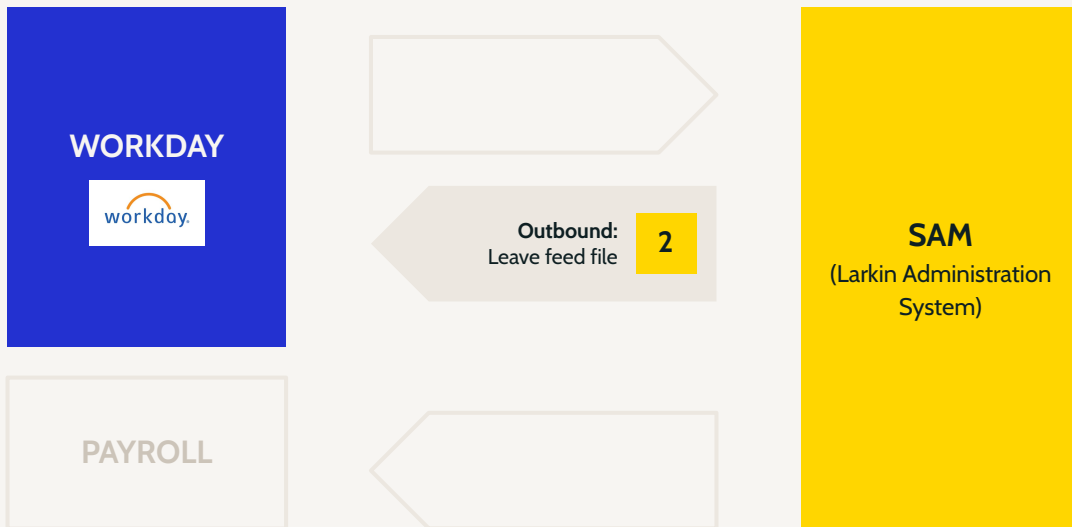 WORKDAY
workday.
Outbound:
Leave feed file
2
SAM
(Larkin Administration
System)
PAYROLL